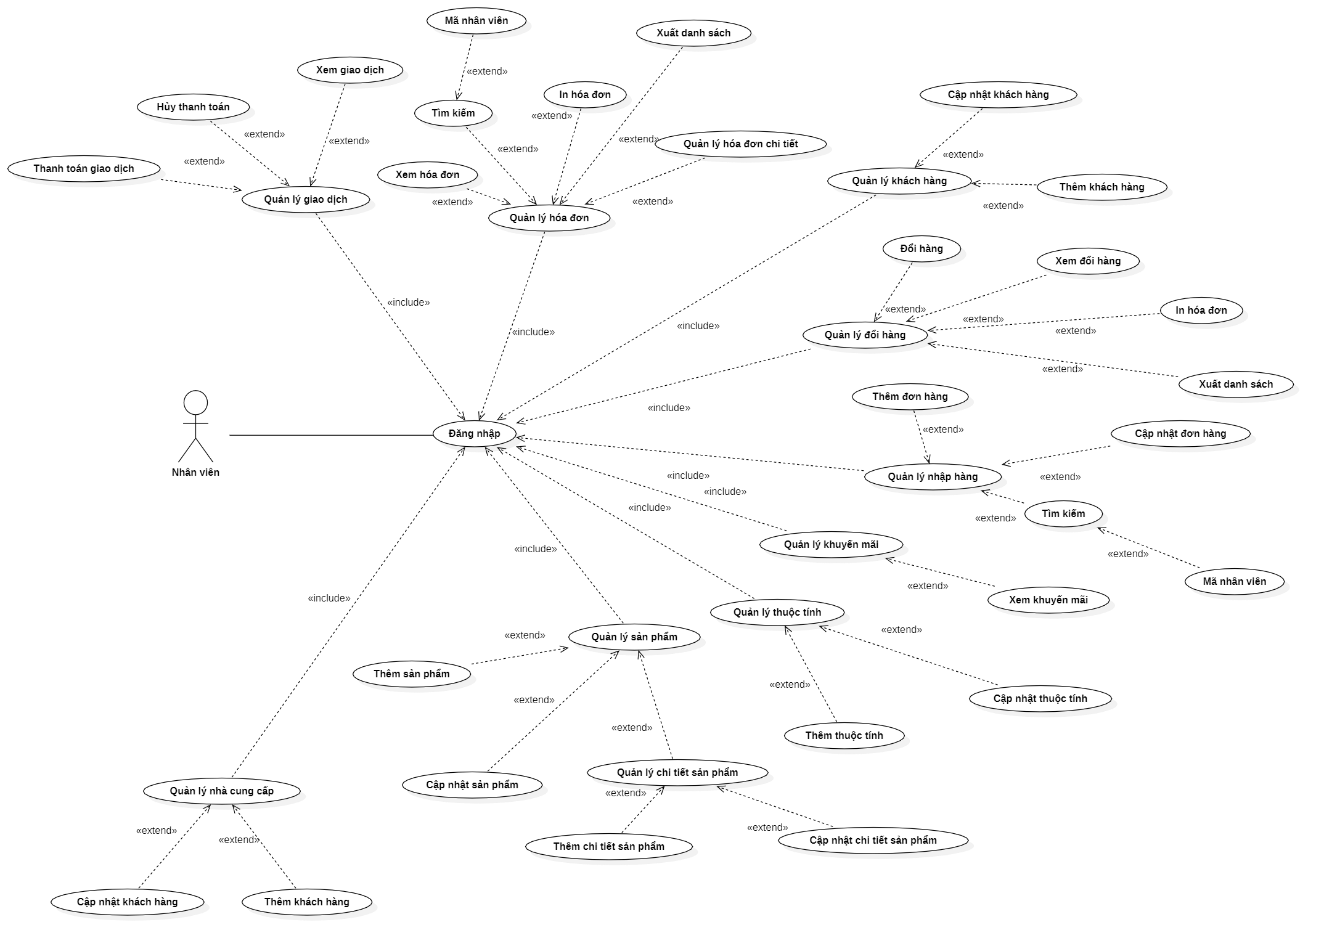 Mã nhân viên
Xuất danh sách
Xem giao dịch
«extend»
Hủy thanh toán
In hóa đơn
Cập nhật khách hàng
Tìm kiếm
«extend»
«extend»
«extend»
«extend»
Quản lý hóa đơn chi tiết
«extend»
«extend»
Thanh toán giao dịch
«extend»
Xem hóa đơn
Quản lý khách hàng
Thêm khách hàng
Quản lý giao dịch
«extend»
«extend»
«extend»
Quản lý hóa đơn
Đổi hàng
Xem đổi hàng
«include»
«extend»
In hóa đơn
«extend»
«include»
«include»
«extend»
Quản lý đổi hàng
«extend»
Xuất danh sách
Thêm đơn hàng
«include»
«extend»
Đăng nhập
Cập nhật đơn hàng
Nhân viên
«include»
Quản lý nhập hàng
«extend»
«include»
«include»
Tìm kiếm
«extend»
«include»
Quản lý khuyến mãi
«extend»
Mã nhân viên
«extend»
«include»
Xem khuyến mãi
Quản lý thuộc tính
«extend»
«extend»
Quản lý sản phẩm
Thêm sản phẩm
«extend»
«extend»
Cập nhật thuộc tính
«extend»
Thêm thuộc tính
Quản lý chi tiết sản phẩm
Cập nhật sản phẩm
Quản lý nhà cung cấp
«extend»
«extend»
«extend»
«extend»
Thêm chi tiết sản phẩm
Cập nhật chi tiết sản phẩm
Cập nhật khách hàng
Thêm khách hàng